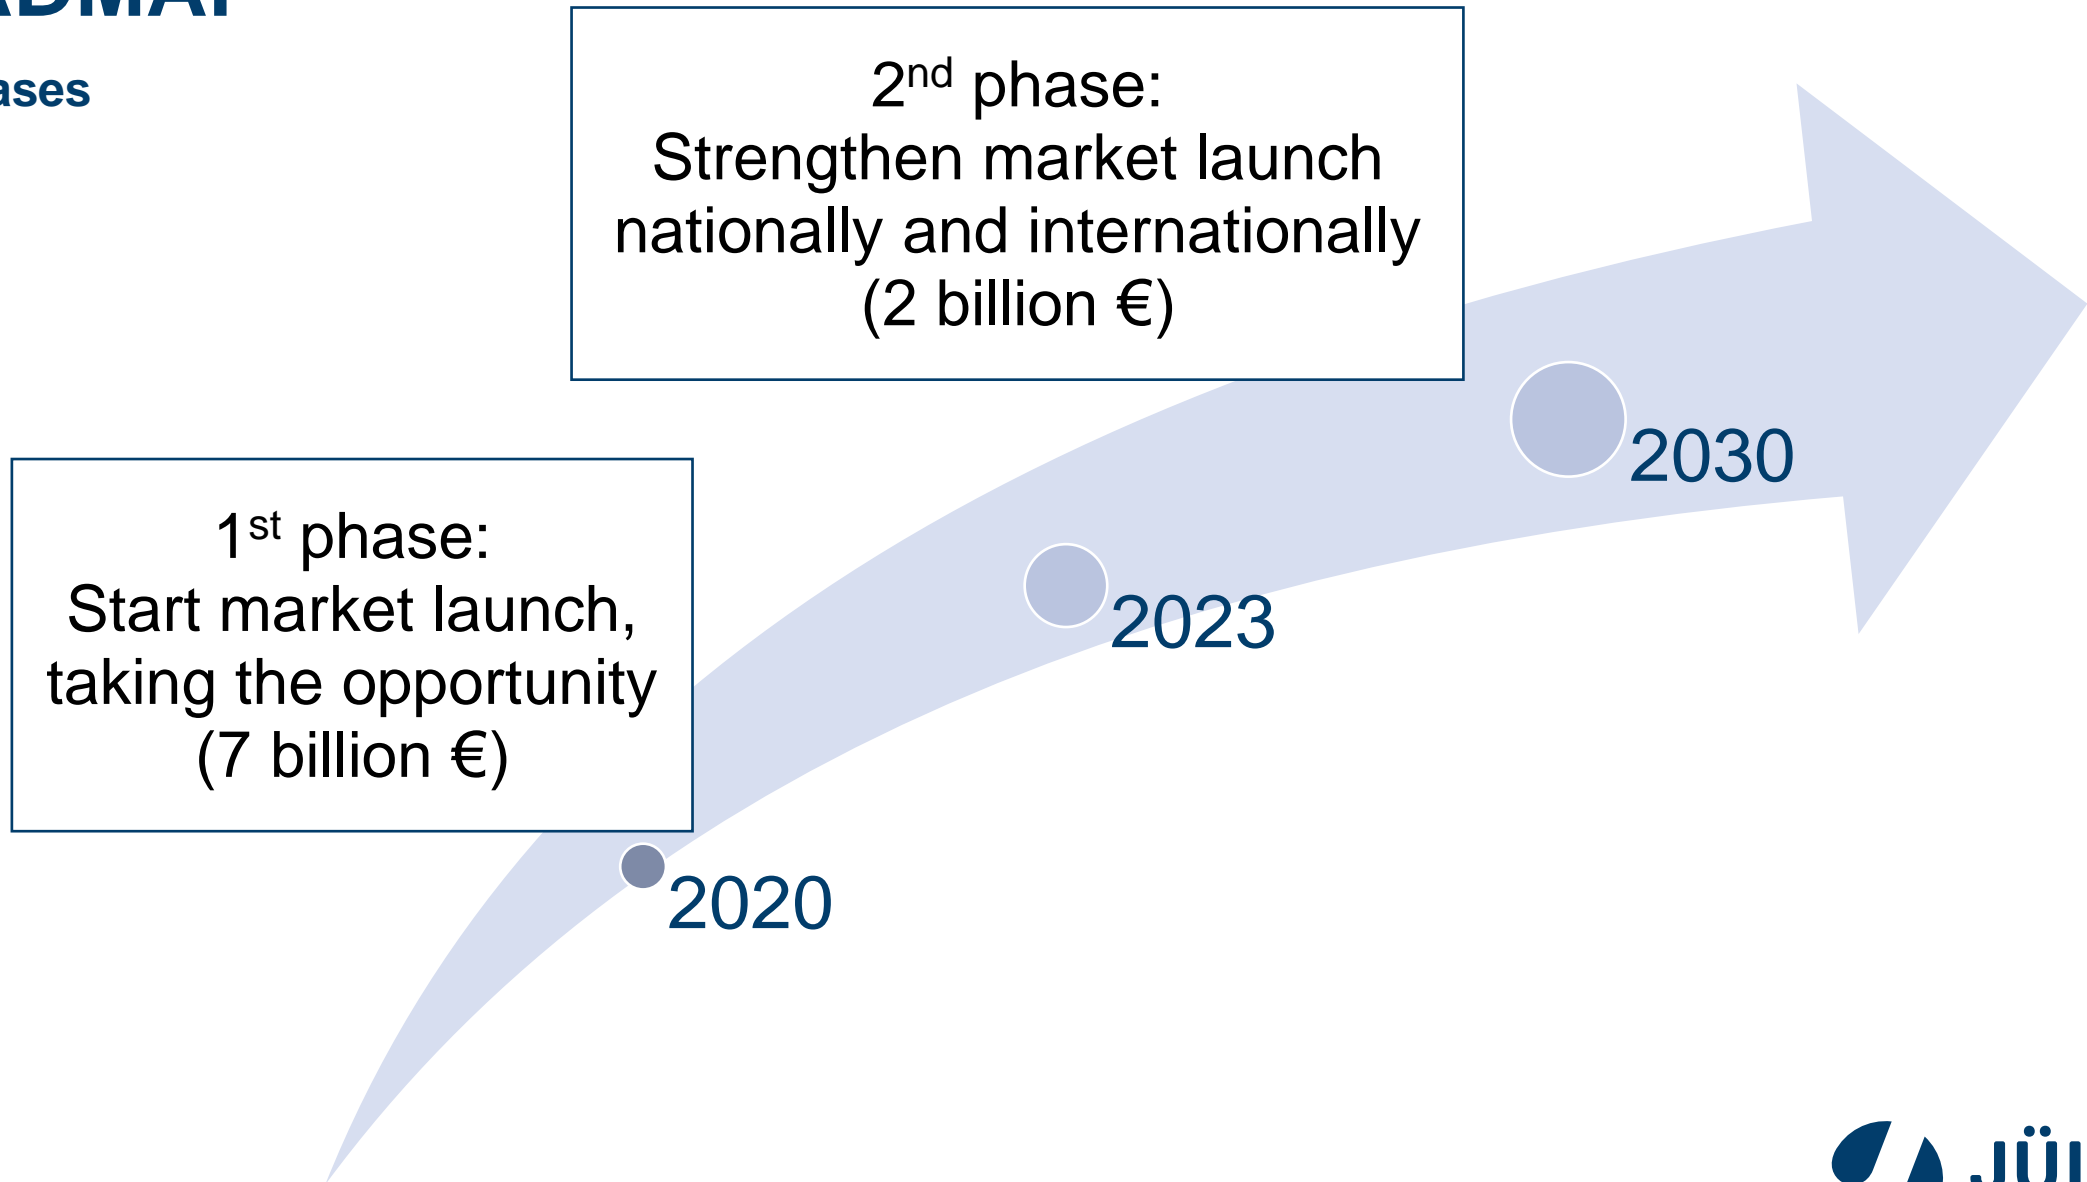 2nd phase:
Strengthen market launch
nationally and internationally
(2 billion €)
2030
1st phase:
Start market launch,
taking the opportunity
(7 billion €)
2023
2020